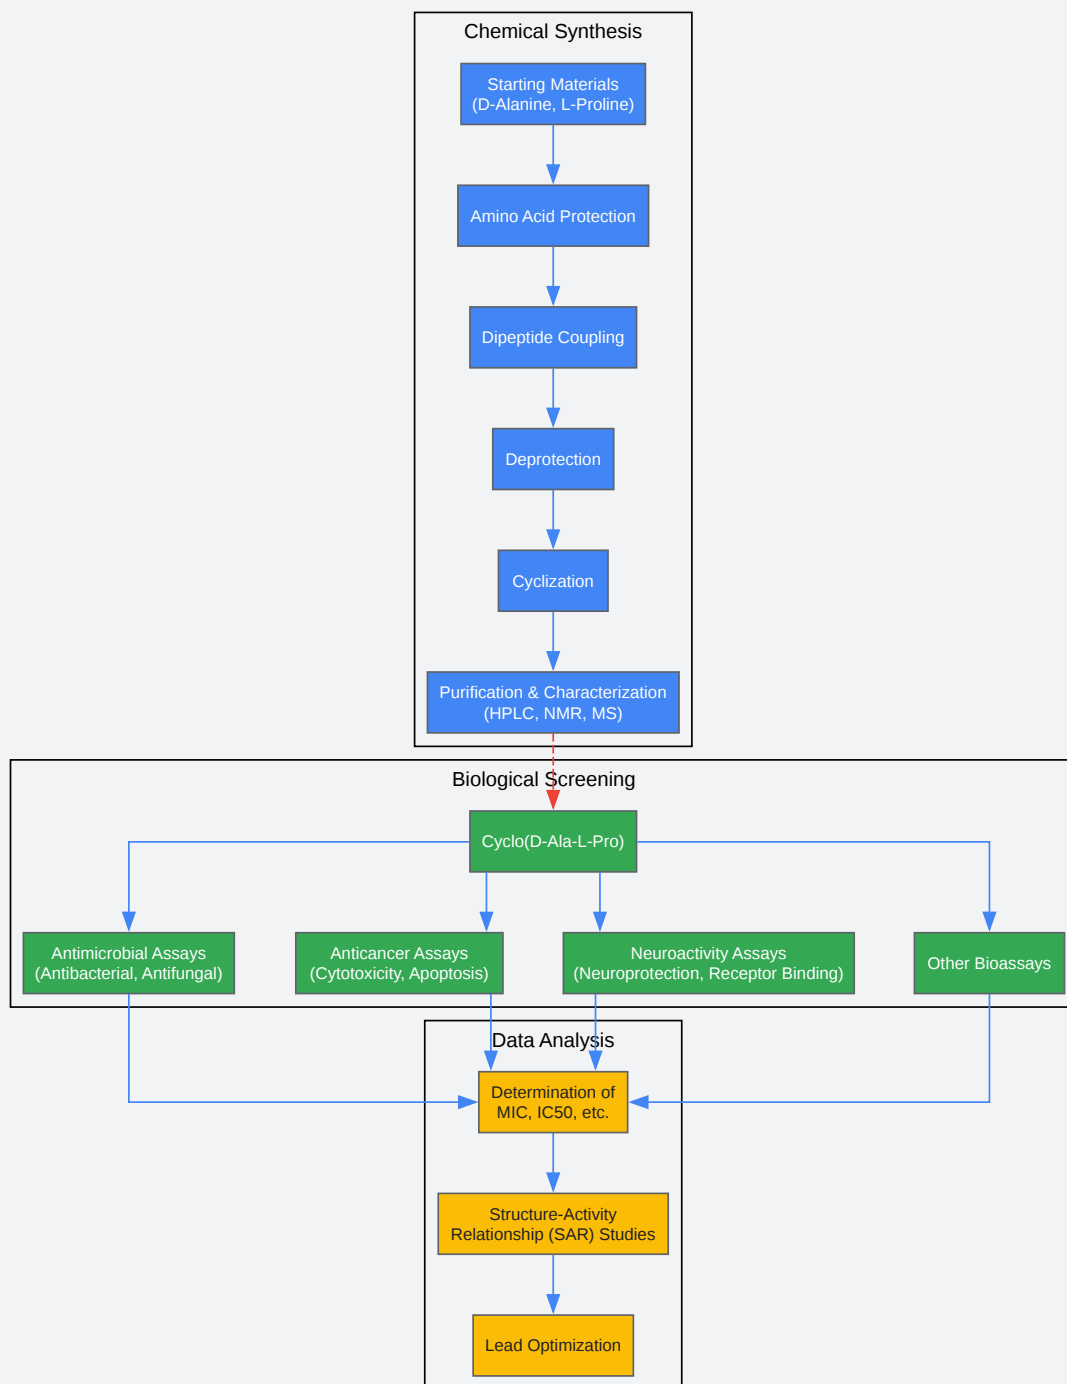 Chemical Synthesis
Starting Materials
(D-Alanine, L-Proline)
Amino Acid Protection
Dipeptide Coupling
Deprotection
Cyclization
Purification & Characterization
(HPLC, NMR, MS)
Biological Screening
Cyclo(D-Ala-L-Pro)
Antimicrobial Assays
(Antibacterial, Antifungal)
Anticancer Assays
(Cytotoxicity, Apoptosis)
Neuroactivity Assays
(Neuroprotection, Receptor Binding)
Other Bioassays
Data Analysis
Determination of
MIC, IC50, etc.
Structure-Activity
Relationship (SAR) Studies
Lead Optimization